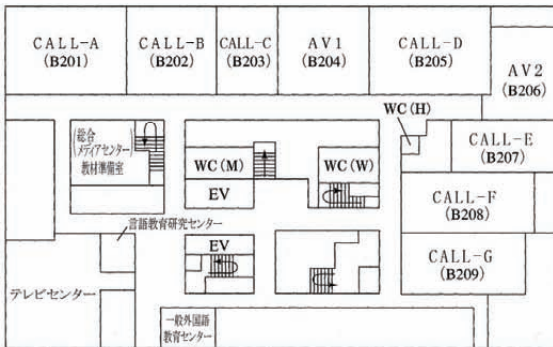 CALL-A
(B201)
CALL-B
(B202)
CALL-C
(B203)
AV1
(B204)
CALL-D
(B205)
AV2
(B206)
WC(H)
CALL-E
(B207)
(総合
メディアセンター)
教材準備室
WC(M)
WC(W)
EV
CALL-F
(B208)
言語教育研究センター
EV
CALL-G
(B209)
テレビセンター
一般外国語
教育センター